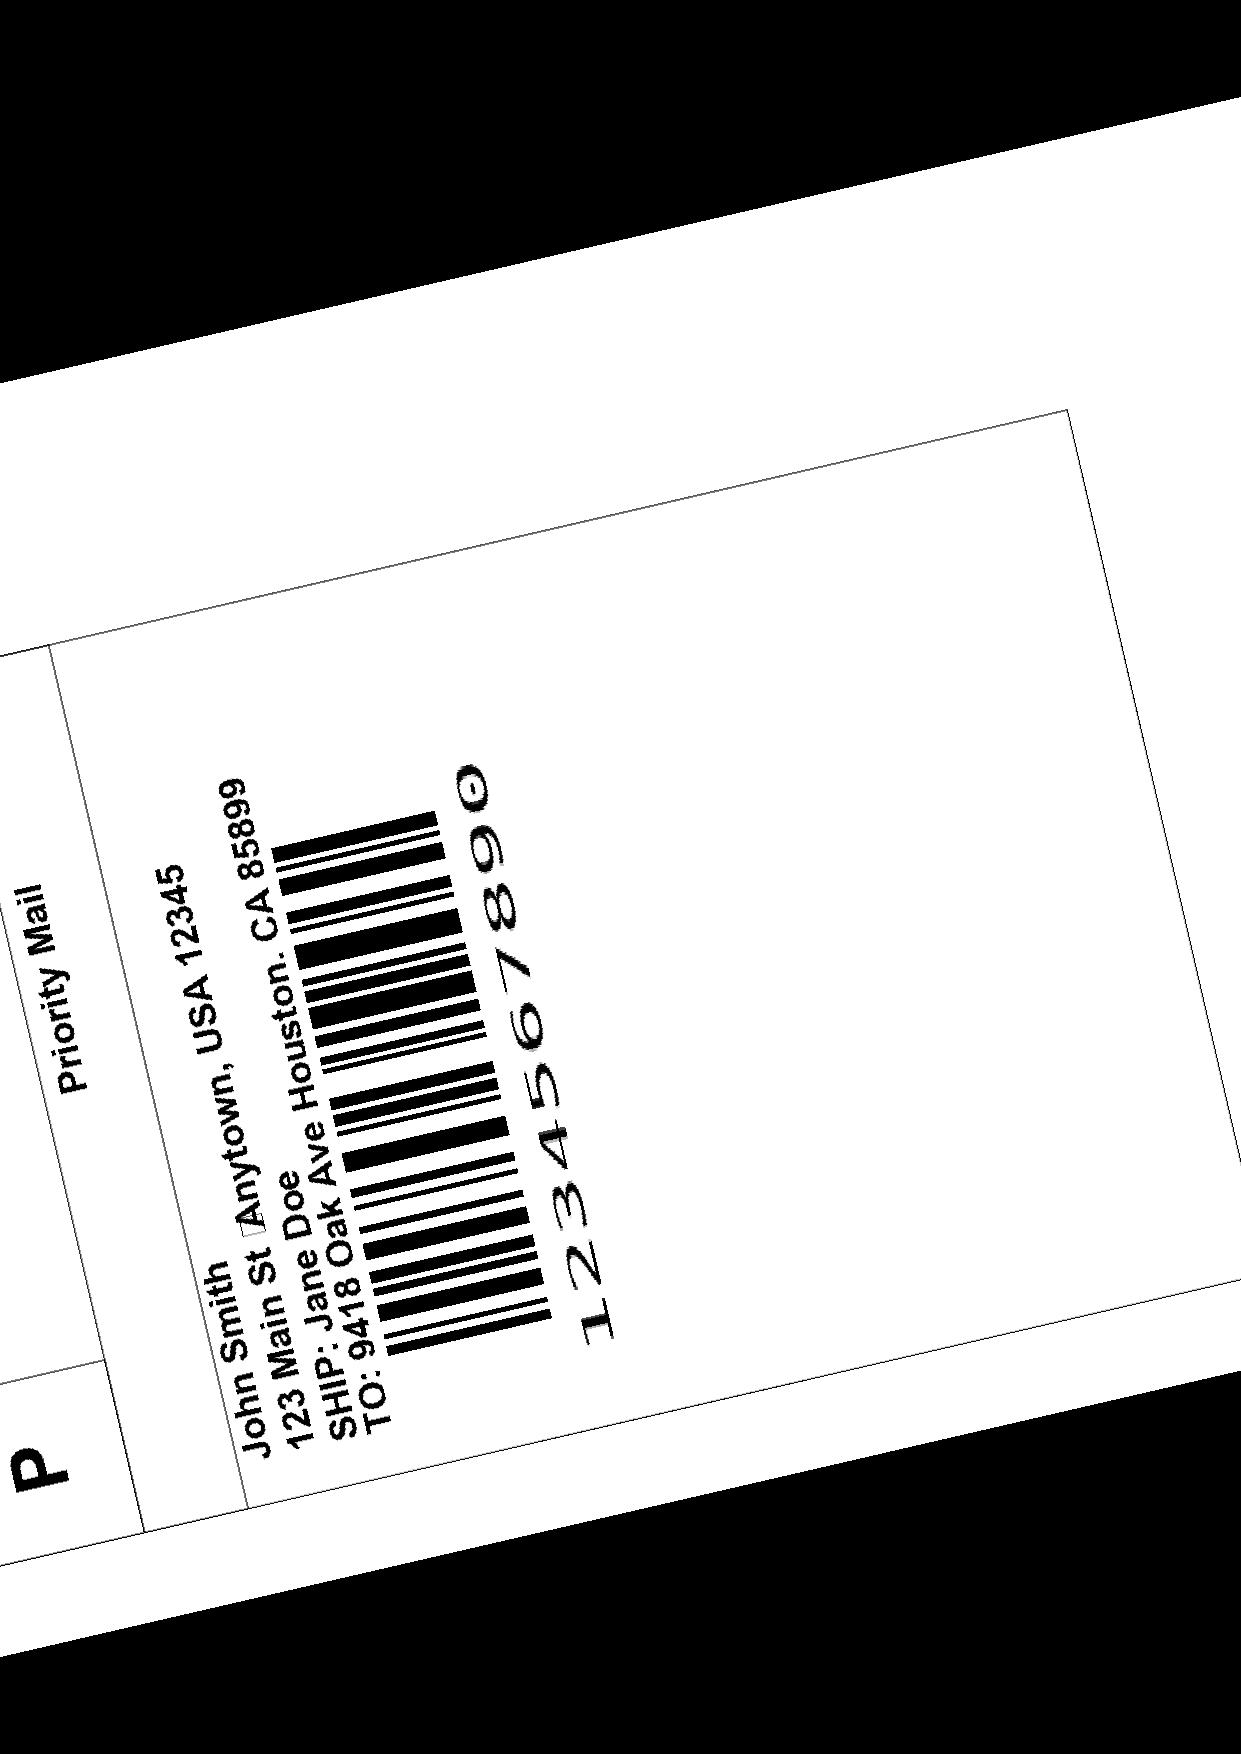 P
Priority Mail
John Smith
123 Main St Anytown, USA 12345
SHIP: Jane Doe
TO: 9418 Oak Ave Houston. CA 85899
1234567890